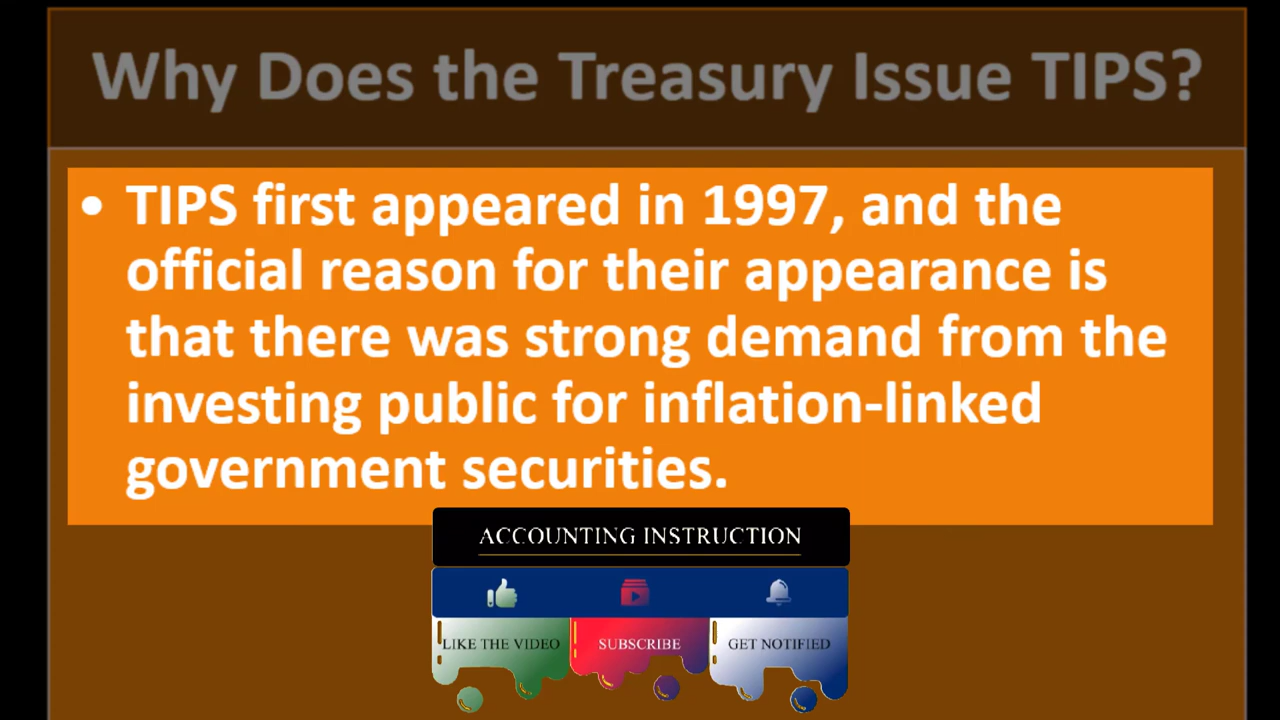 Why Does the Treasury Issue TIPS?
• TIPS first appeared in 1997, and the
official reason for their appearance is
that there was strong demand from the
investing public for inflation-linked
government securities.
ACCOUNTING INSTRUCTION
LIKE THE VIDEO SUBSCRIBE GET NOTIFIED